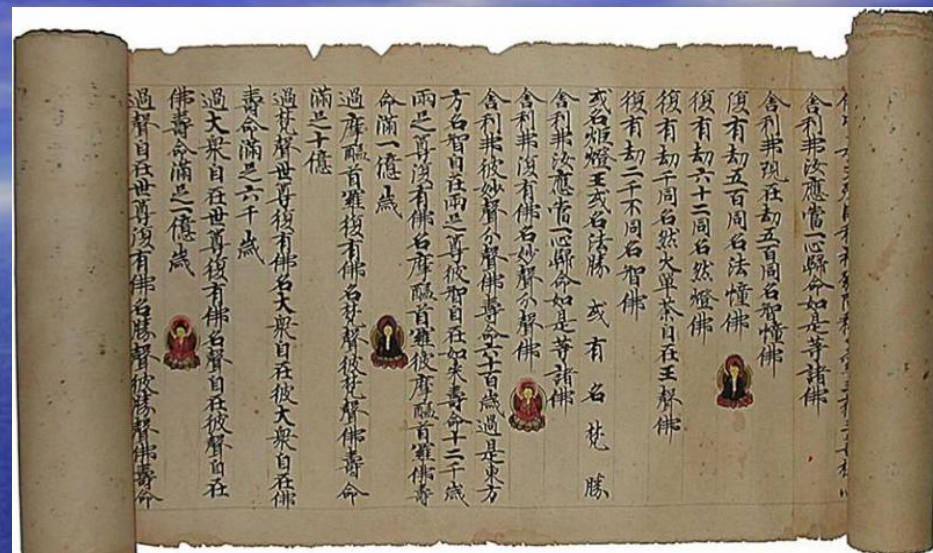 舍利弗汝應當一心歸命如是等諸佛
舍利弗現在劫五百同名智幢佛
復有劫五百同名法幢佛
復有劫六十二同名然燈佛
復有劫千同名然火單荼自在王聲佛
復有劫二千不同名智佛
或名炬燈王或名法勝 或有名梵勝
舍利弗汝應當一心歸命如是等諸佛
舍利弗復有佛名妙聲分聲佛
舍利弗彼妙聲分聲佛壽命六十百歲過是東方
方名智自在兩足之尊彼智自在如來壽命十二千歲
兩足之尊復有佛名摩醯首羅彼摩醯首羅佛壽
命滿一億歲
過摩醯首羅復有佛名梵聲彼梵聲佛壽命
滿足十億
過梵聲世尊復有佛名大衆自在彼大衆自在佛
壽命滿足六千歲
過大衆自在世尊復有佛名聲自在彼聲自在
佛壽命滿足一億歲
過聲自在世尊復有佛名勝聲彼勝聲佛壽命